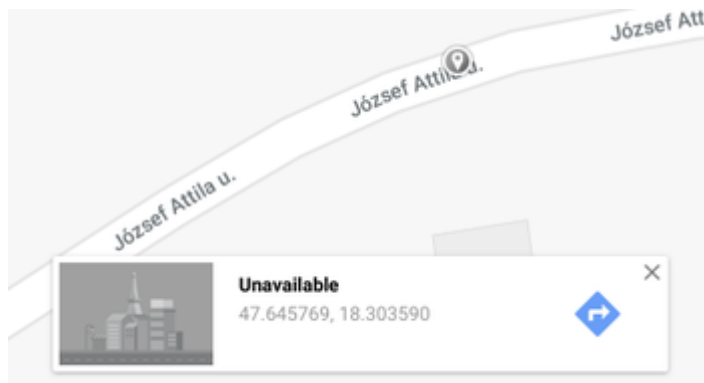 József Att
József Attila u.
József Attila u.
Unavailable
47.645769, 18.303590